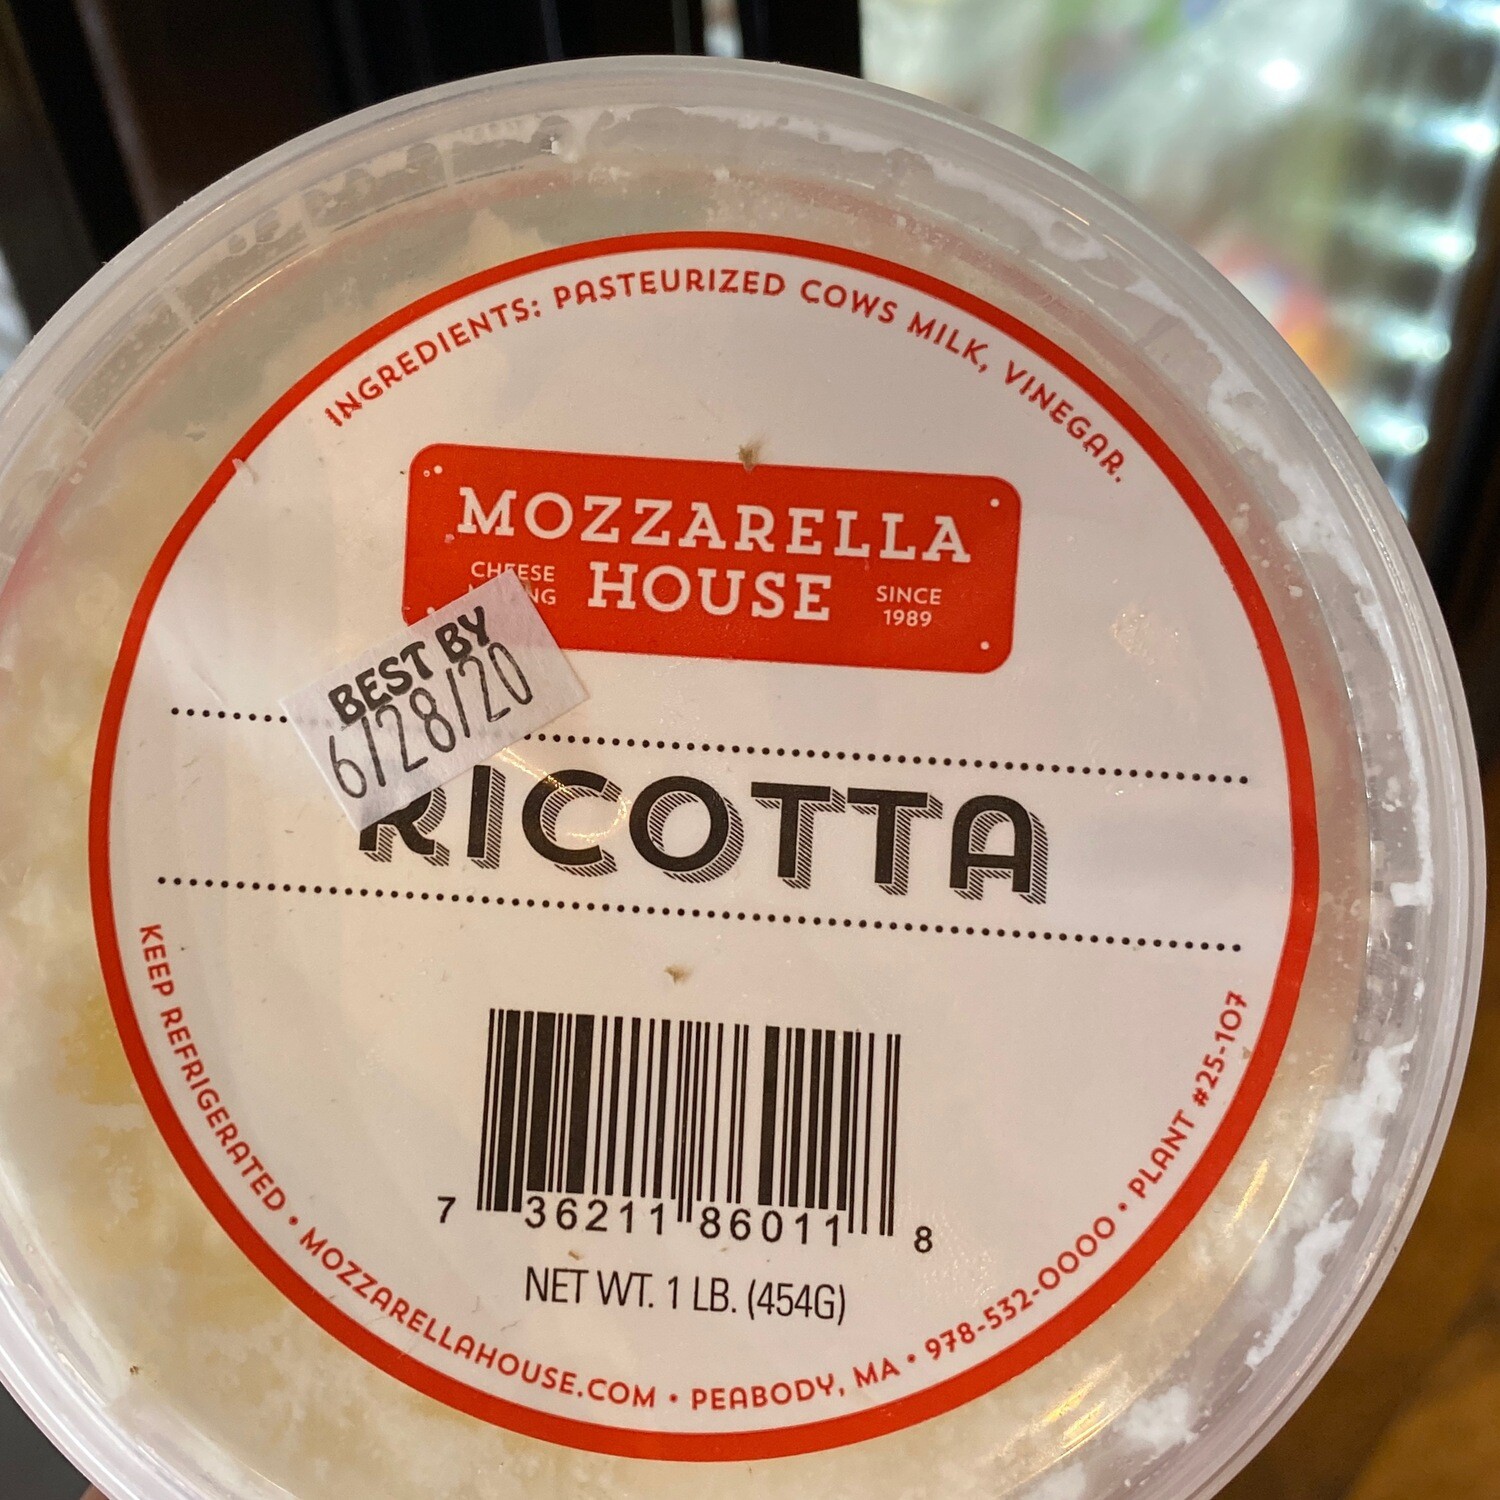 INGREDIENTS: PASTEURIZED COWS MILK, VINEGAR.
MOZZARELLA
HOUSE
CHEESE
SINCE
1989
BEST BY
6/28/20
RICOTTA
7 36211 86011 8
NET WT. 1 LB. (454G)
KEEP REFRIGERATED • MOZZARELLAHOUSE.COM • PEABODY, MA • 978-532-0000 • PLANT #25-107